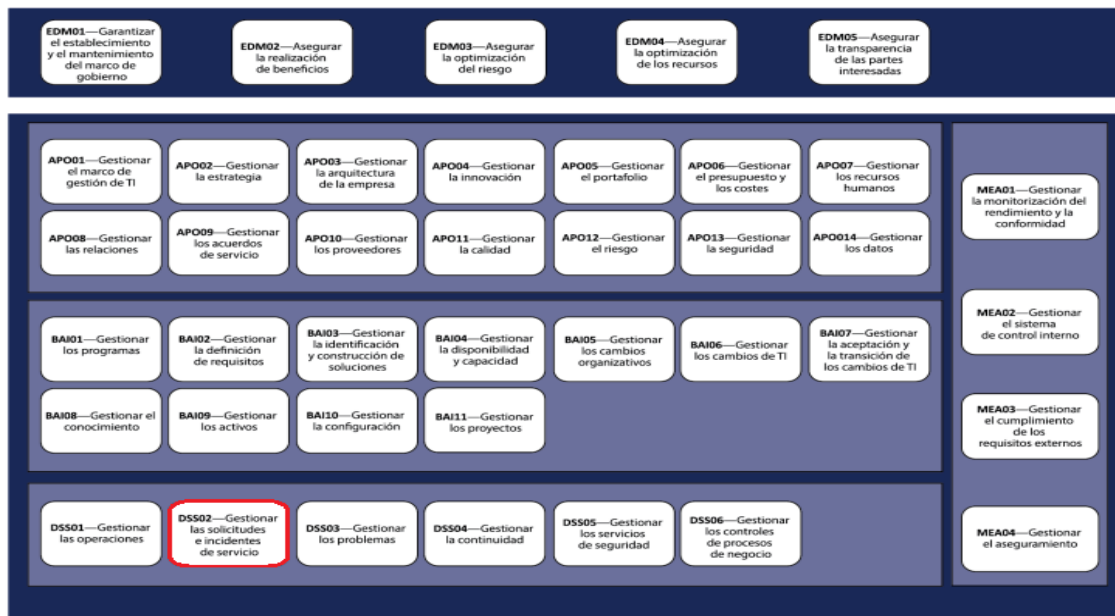 EDM01—Garantizar
el establecimiento
y el mantenimiento
del marco de
gobierno
EDM02—Asegurar
la realización
de beneficios
EDM03—Asegurar
la optimización
del riesgo
EDM04—Asegurar
la optimización
de los recursos
EDM05—Asegurar
la transparencia
de las partes
interesadas
APO01—Gestionar
el marco de
gestión de TI
APO02—Gestionar
la estrategia
APO03—Gestionar
la arquitectura
de la empresa
APO04—Gestionar
la innovación
APO05—Gestionar
el portafolio
APO06—Gestionar
el presupuesto y
los costes
APO07—Gestionar
los recursos
humanos
APO08—Gestionar
las relaciones
APO09—Gestionar
los acuerdos
de servicio
APO10—Gestionar
los proveedores
APO11—Gestionar
la calidad
APO12—Gestionar
el riesgo
APO13—Gestionar
la seguridad
APO014—Gestionar
los datos
BAI01—Gestionar
los programas
BAI02—Gestionar
la definición
de requisitos
BAI03—Gestionar
la identificación
y construcción de
soluciones
BAI04—Gestionar
la disponibilidad
y capacidad
BAI05—Gestionar
los cambios
organizativos
BAI06—Gestionar
los cambios de TI
BAI07—Gestionar
la aceptación y
la transición de
los cambios de TI
BAI08—Gestionar el
conocimiento
BAI09—Gestionar
los activos
BAI10—Gestionar
la configuración
BAI11—Gestionar
los proyectos
DSS01—Gestionar
las operaciones
DSS02—Gestionar
las solicitudes
e incidentes
de servicio
DSS03—Gestionar
los problemas
DSS04—Gestionar
la continuidad
DSS05—Gestionar
los servicios
de seguridad
DSS06—Gestionar
los controles
de procesos
de negocio
MEA01—Gestionar
la monitorización del
rendimiento y la
conformidad
MEA02—Gestionar
el sistema
de control interno
MEA03—Gestionar
el cumplimiento
de los
requisitos externos
MEA04—Gestionar
el aseguramiento